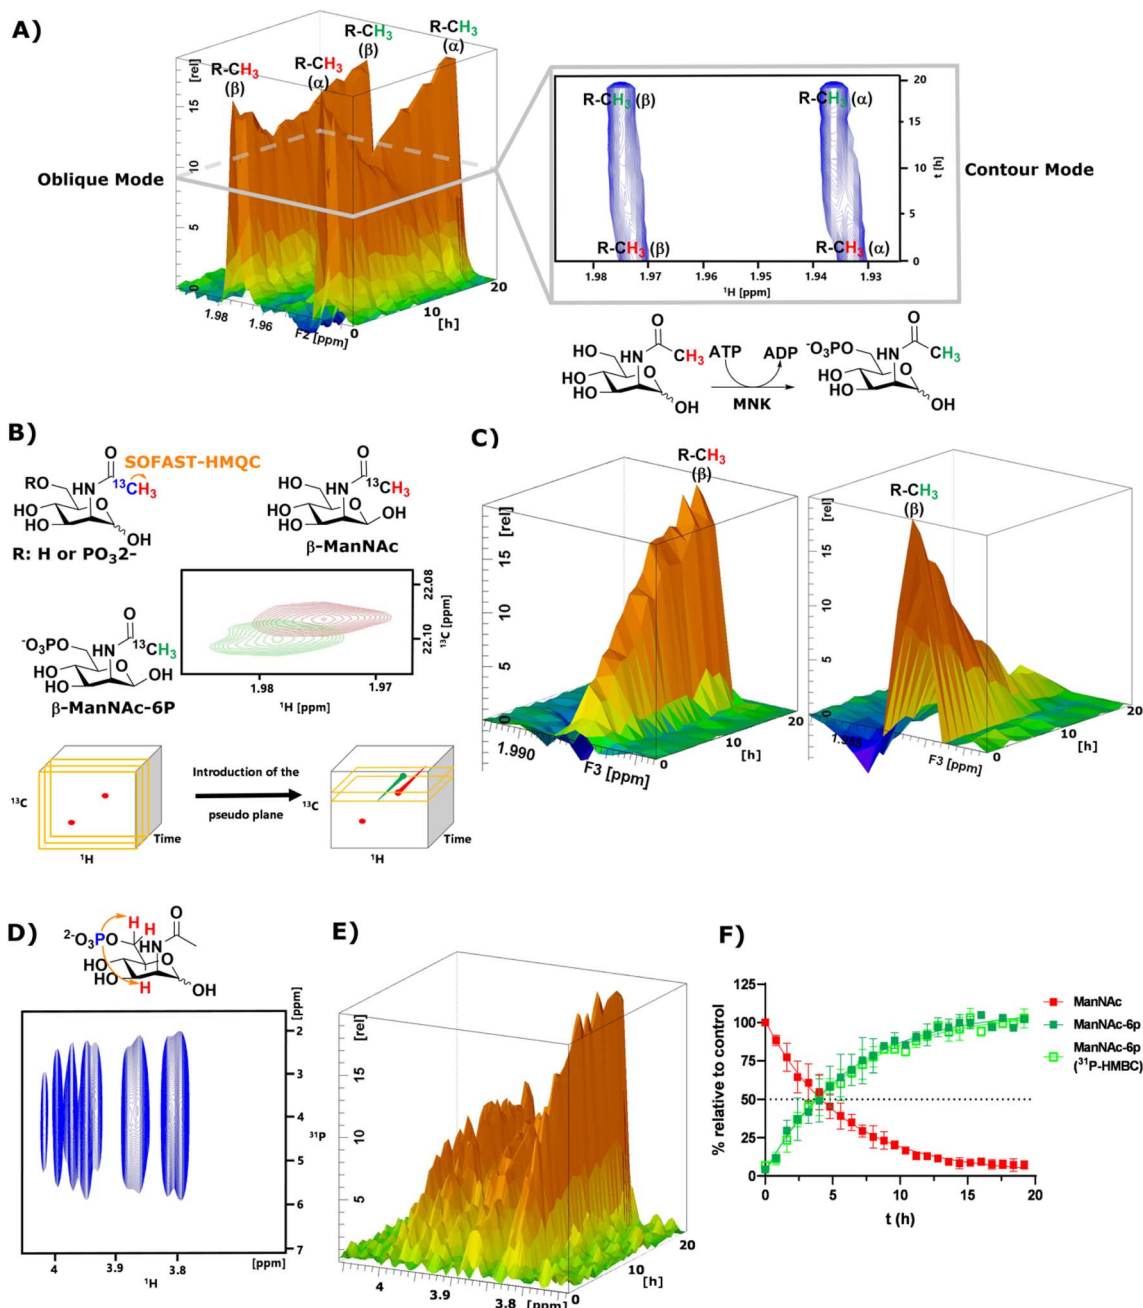 A)
R-CH3
(β)
R-CH3
(α)
R-CH3
(β)
R-CH3
(α)
[rel]
15
10
5
0
1.98
1.96
F2 [ppm]
0
10
20
[h]
Oblique Mode
R-CH3 (β)
R-CH3 (α)
R-CH3 (β)
R-CH3 (α)
20
15
10
5
0
t [h]
1.98
1.97
1.96
1.95
1.94
1.93
1H [ppm]
Contour Mode
HO
HO
HO
HN
O
CH3
OH
ATP
ADP
MNK
-O3PO
HO
HO
HN
O
CH3
OH
B)
SOFAST-HMQC
O
RO
HN
13CH3
HO
HO
OH
R: H or PO32-
O
HO
HN
13CH3
HO
HO
OH
β-ManNAc
O
-O3PO
HN
13CH3
HO
HO
OH
β-ManNAc-6P
22.08
22.10
13C [ppm]
1.98
1.97
1H [ppm]
13C
1H
Time
Introduction of the
pseudo plane
13C
1H
Time
C)
R-CH3
(β)
[rel]
15
10
5
0
1.990
F3 [ppm]
0
10
20
[h]
R-CH3
(β)
[rel]
15
10
5
0
F3 [ppm]
0
10
20
[h]
D)
2-O3PO
H
H
HN
O
HO
HO
H
OH
[ppm]
2
3
4
5
6
7
31P
4
3.9
3.8
[ppm]
1H
E)
[rel]
15
10
5
4
3.9
3.8
[ppm]
0
10
20
[h]
F)
125
100
75
50
25
0
% relative to control
0
5
10
15
20
t (h)
ManNAc
ManNAc-6p
ManNAc-6p
(31P-HMBC)